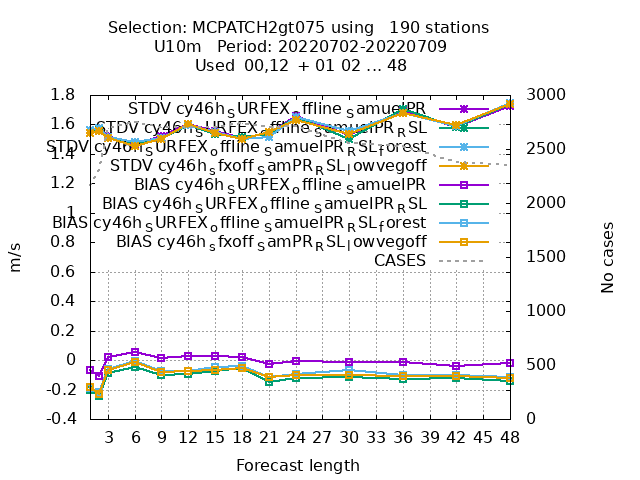 Selection: MCPATCH2gt075 using 190 stations
U10m Period: 20220702-20220709
Used 00,12 + 01 02 ... 48
1.8
1.6
1.4
1.2
1
0.8
0.6
0.4
0.2
0
-0.2
-0.4
m/s
STDV cy46h_SURFEX_offline_SamuelPR
STDV cy46h_SURFEX_offline_SamuelPR_RSL
STDV cy46h_SURFEX_offline_SamuelPR_RSL_forest
STDV cy46h_sfxoff_SamPR_RSL_lowvegoff
BIAS cy46h_SURFEX_offline_SamuelPR
BIAS cy46h_SURFEX_offline_SamuelPR_RSL
BIAS cy46h_SURFEX_offline_SamuelPR_RSL_forest
BIAS cy46h_sfxoff_SamPR_RSL_lowvegoff
CASES
3000
2500
2000
1500
1000
500
0
No cases
3 6 9 12 15 18 21 24 27 30 33 36 39 42 45 48
Forecast length